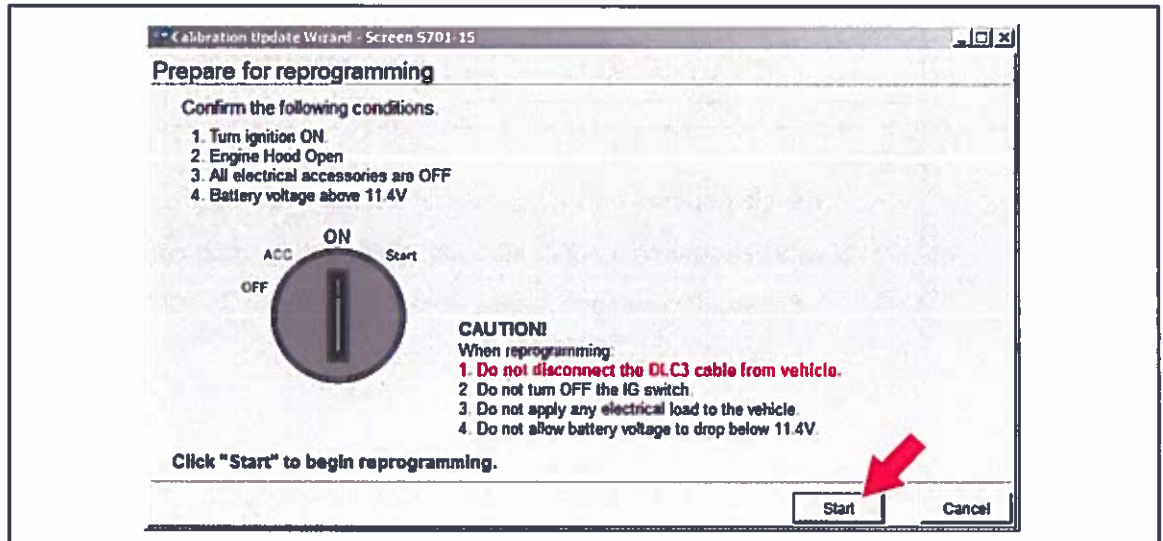 Calibration Update Wizard - Screen S701-15
Prepare for reprogramming
Confirm the following conditions.
1. Turn ignition ON.
2. Engine Hood Open
3. All electrical accessories are OFF
4. Battery voltage above 11.4V
ON
ACC
Start
OFF
CAUTION!
When reprogramming:
1. Do not disconnect the DLC3 cable from vehicle.
2. Do not turn OFF the IG switch.
3. Do not apply any electrical load to the vehicle.
4. Do not allow battery voltage to drop below 11.4V.
Click "Start" to begin reprogramming.
Start
Cancel